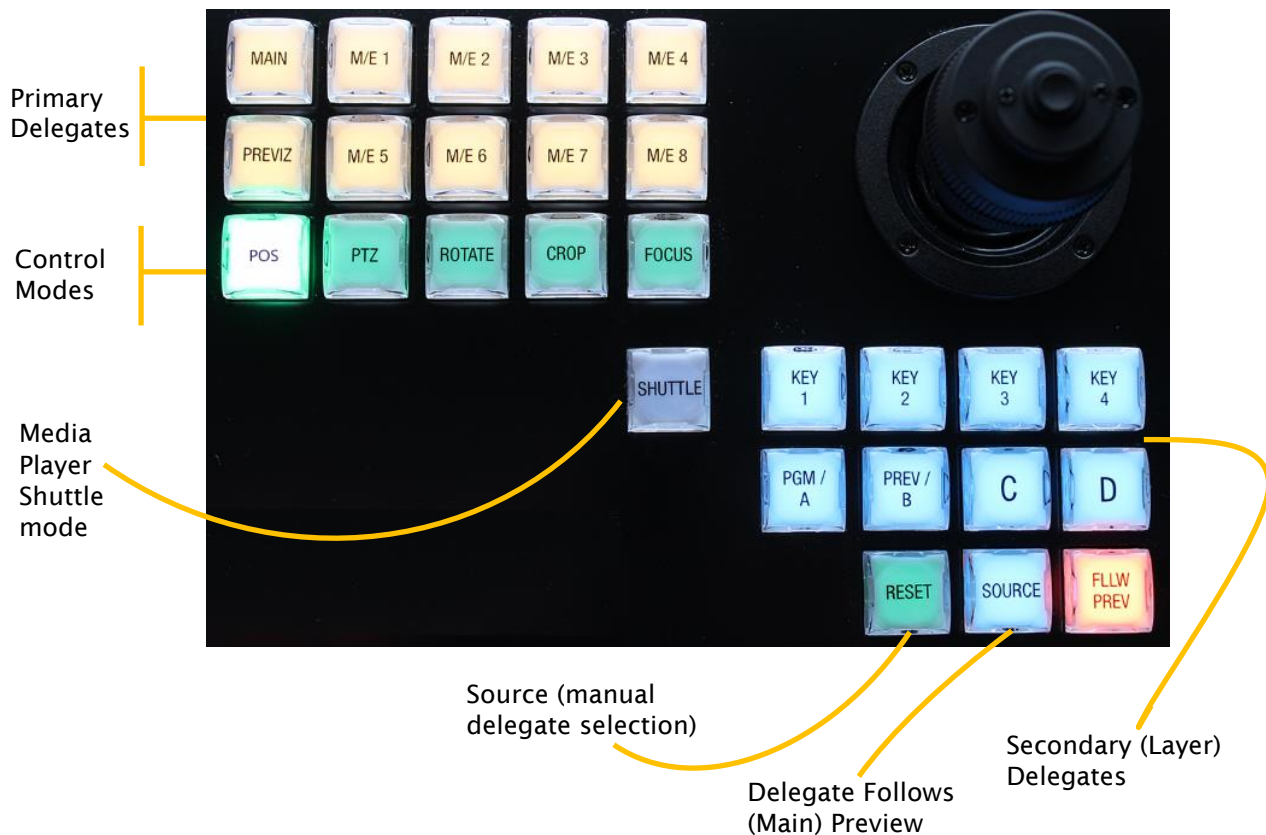 MAIN
M/E 1
M/E 2
M/E 3
M/E 4
Primary
Delegates
PREVIZ
M/E 5
M/E 6
M/E 7
M/E 8
Control
Modes
POS
PTZ
ROTATE
CROP
FOCUS
SHUTTLE
KEY
1
KEY
2
KEY
3
KEY
4
Media
Player
Shuttle
mode
PGM /
A
PREV /
B
C
D
RESET
SOURCE
FLLW
PREV
Source (manual
delegate selection)
Delegate Follows
(Main) Preview
Secondary (Layer)
Delegates